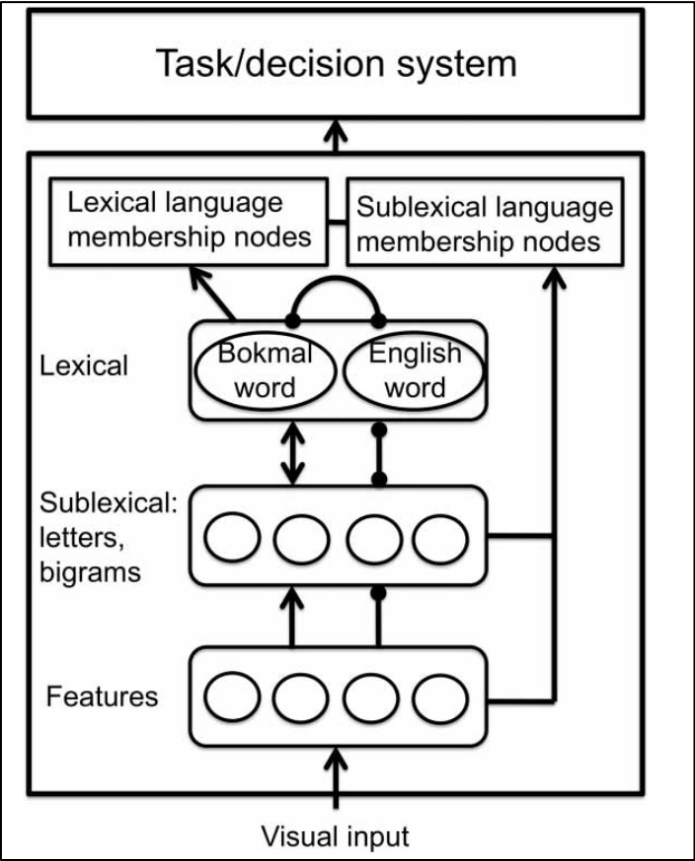 Task/decision system
Lexical language
membership nodes
Sublexical language
membership nodes
Lexical
Bokmal
word
English
word
Sublexical:
letters,
bigrams
Features
Visual input